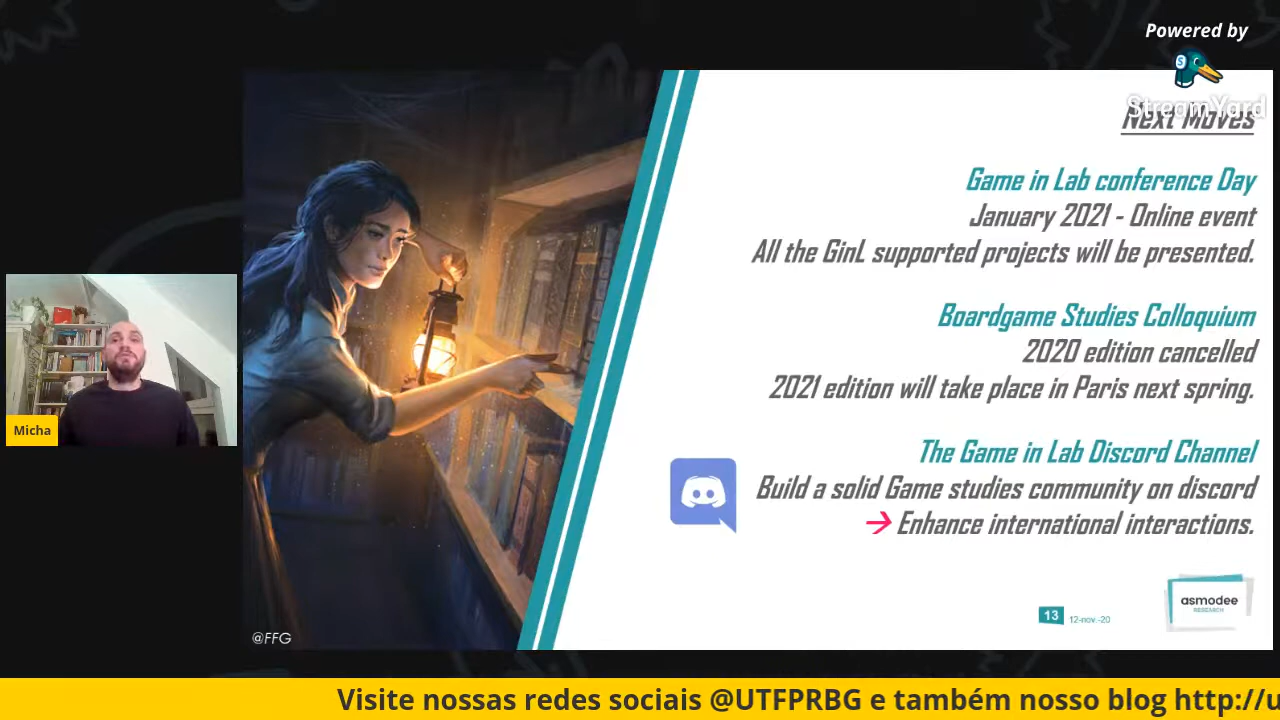 Powered by
StreamYard
Next Moves
Game in Lab conference Day
January 2021 - Online event
All the GinL supported projects will be presented.
Boardgame Studies Colloquium
2020 edition cancelled
2021 edition will take place in Paris next spring.
The Game in Lab Discord Channel
Build a solid Game studies community on discord
→ Enhance international interactions.
Micha
@FFG
13
12-nov.-20
asmodee
RESEARCH
Visite nossas redes sociais @UTFPRBG e também nosso blog http://u